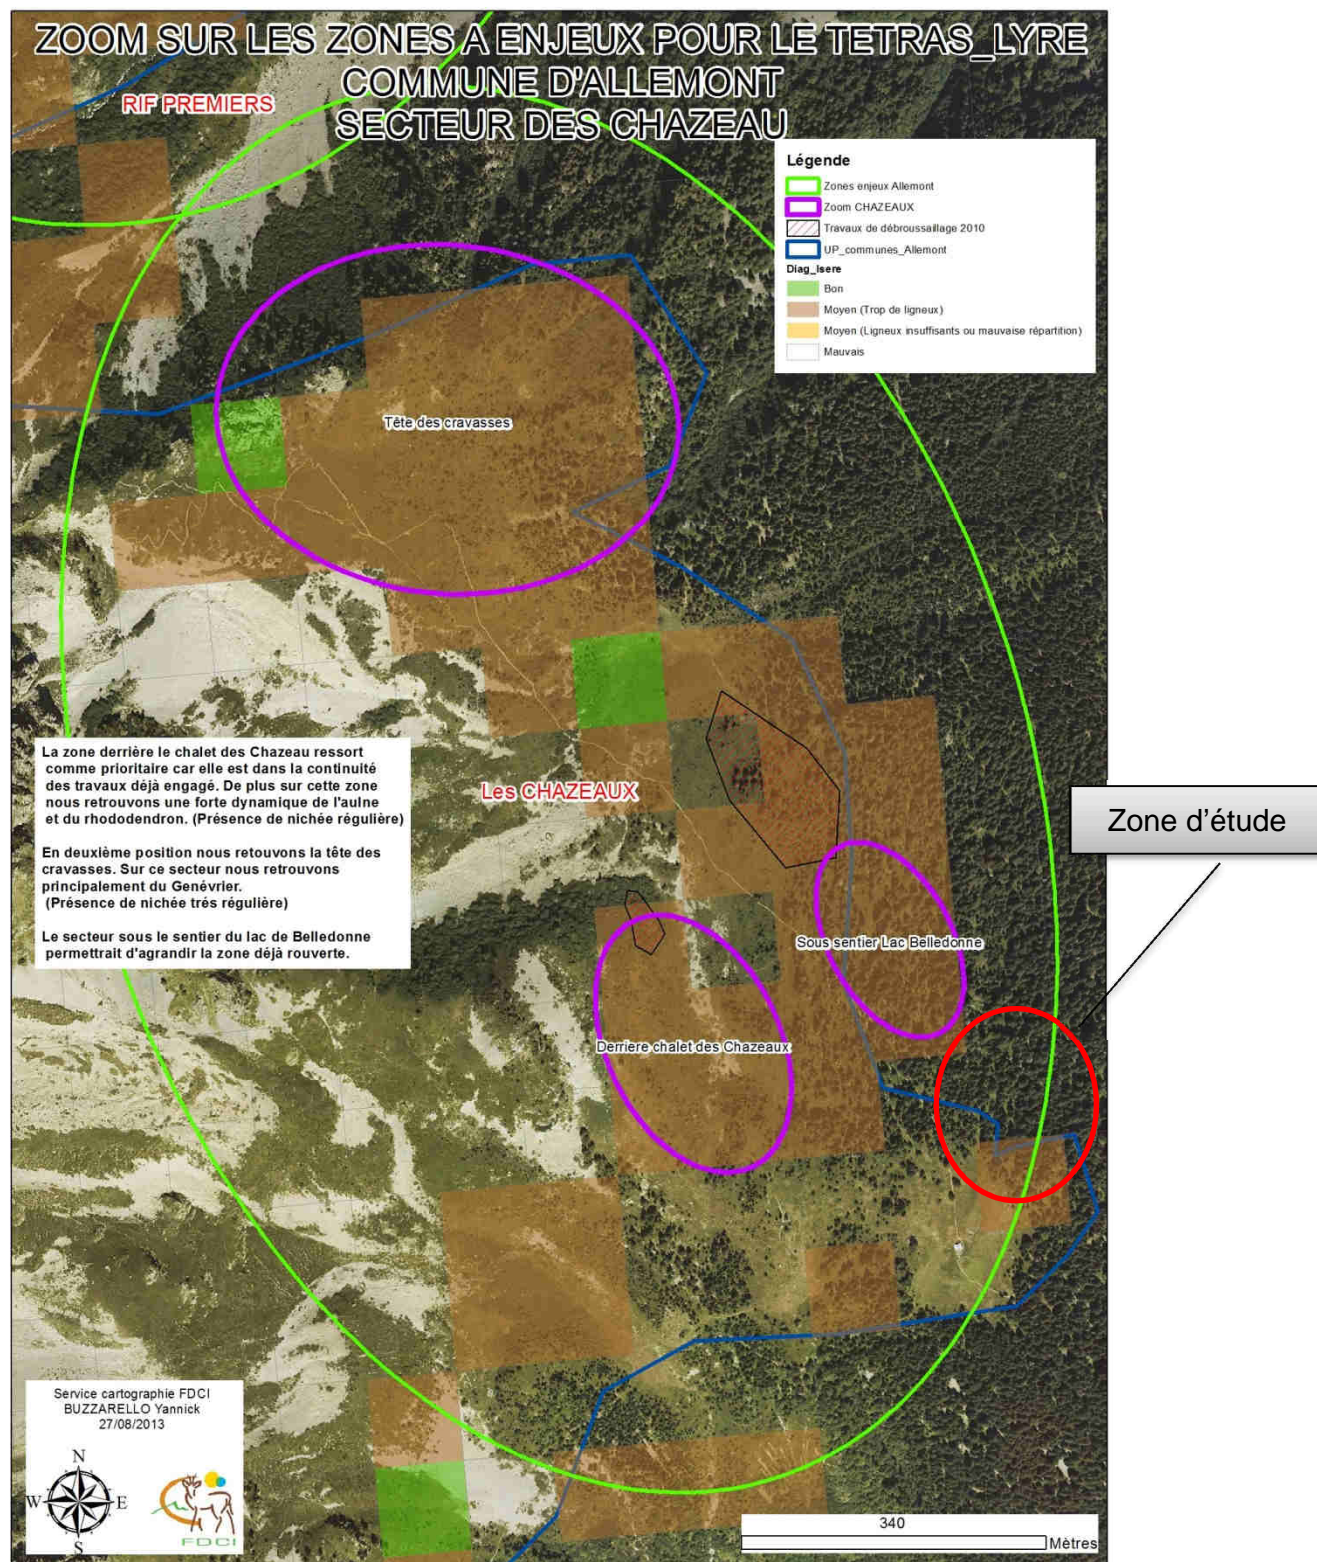 ZOOM SUR LES ZONES A ENJEUX POUR LE TETRAS_LYRE
COMMUNE D'ALLEMONT
SECTEUR DES CHAZEAU
RIF PREMIERS
Légende
Zones enjeux Allemont
Zoom CHAZEAUX
Travaux de débroussaillage 2010
UP_communes_Allemont
Diag_Isere
Bon
Moyen (Trop de ligneux)
Moyen (Ligneux insuffisants ou mauvaise répartition)
Mauvais
Tête des cravasses
La zone derrière le chalet des Chazeau ressort
comme prioritaire car elle est dans la continuité
des travaux déjà engagé. De plus sur cette zone
nous retrouvons une forte dynamique de l'aulne
et du rhododendron. (Présence de nichée régulière)
En deuxième position nous retouvons la tête des
cravasses. Sur ce secteur nous retrouvons
principalement du Genévrier.
(Présence de nichée trés régulière)
Le secteur sous le sentier du lac de Belledonne
permettrait d'agrandir la zone déjà rouverte.
Les CHAZEAUX
Zone d'étude
Sous sentier Lac Belledonne
Derriere chalet des Chazeaux
Service cartographie FDCI
BUZZARELLO Yannick
27/08/2013
N
W E
S
FDCI
340
Mètres